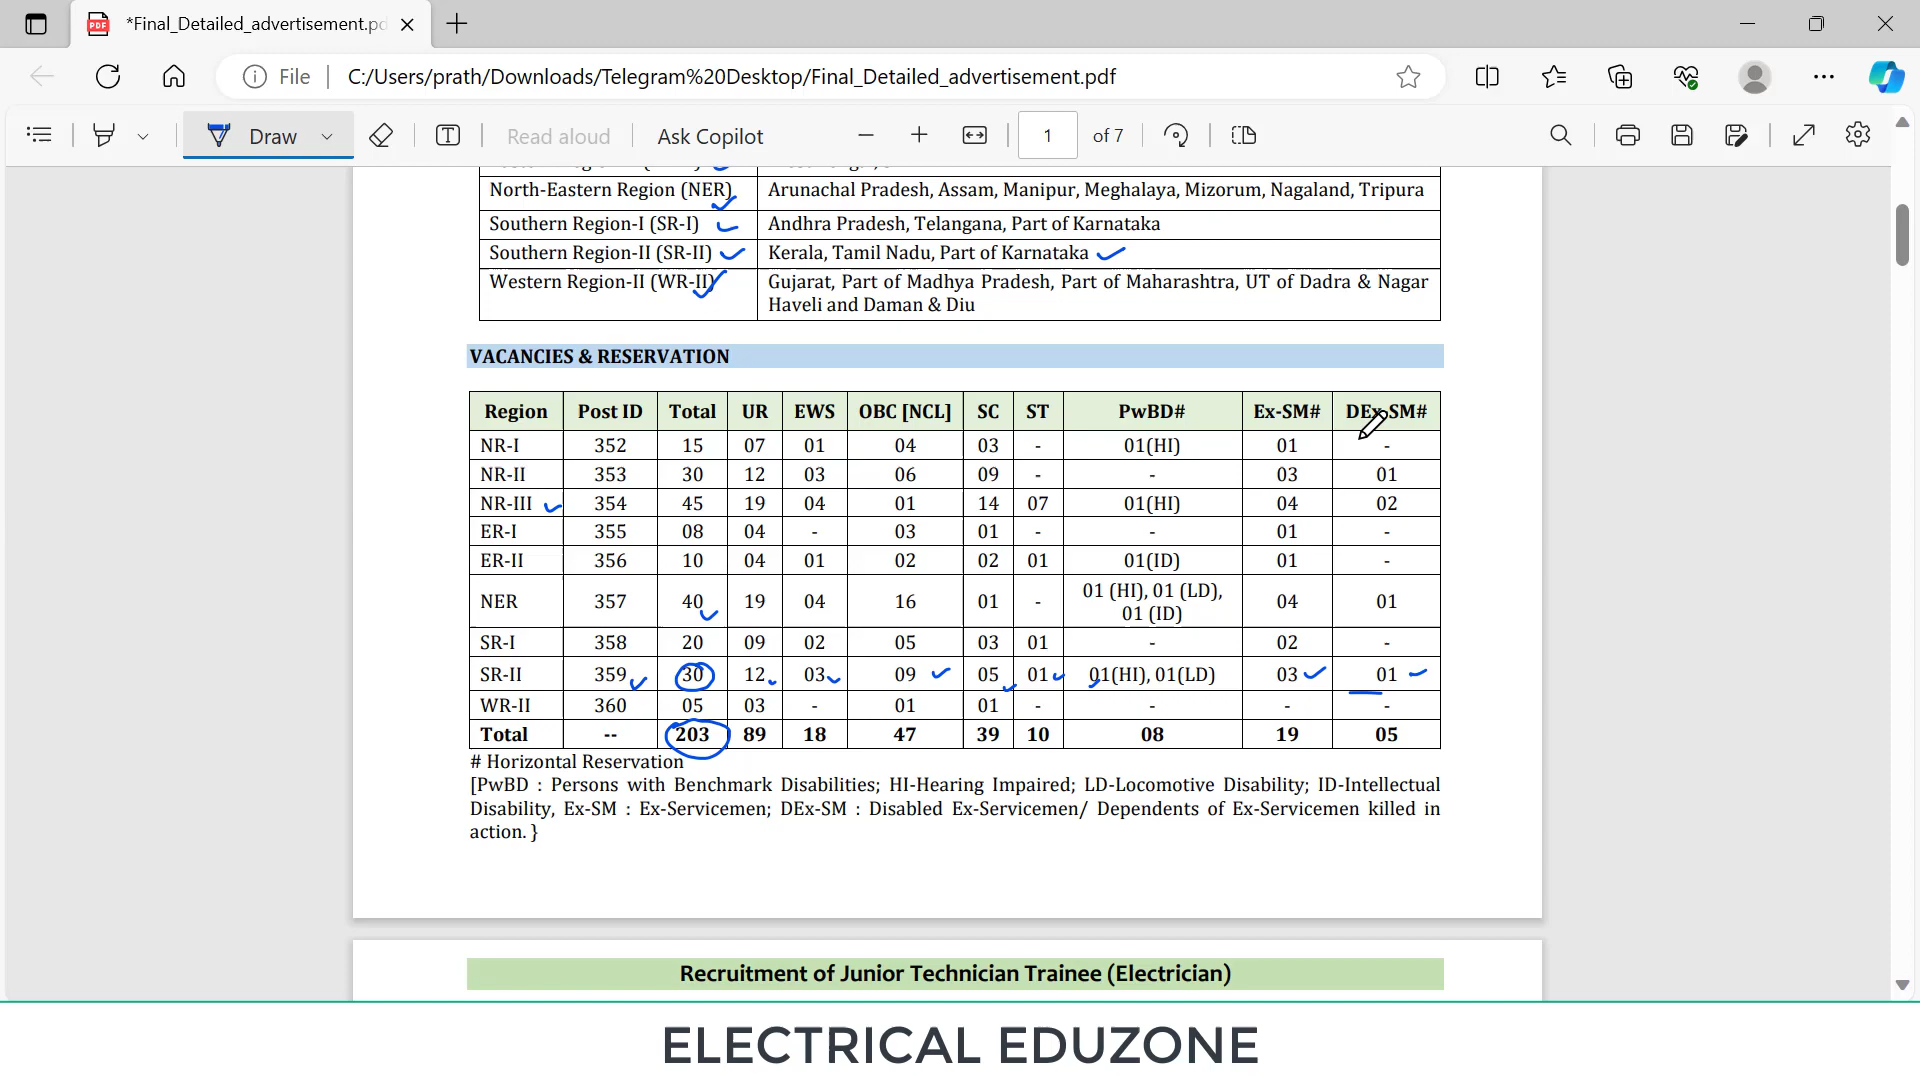 *Final_Detailed_advertisement.pd
File
C:/Users/prath/Downloads/Telegram%20Desktop/Final_Detailed_advertisement.pdf
Draw
Read aloud
Ask Copilot
1 of 7
North-Eastern Region (NER) Arunachal Pradesh, Assam, Manipur, Meghalaya, Mizorum, Nagaland, Tripura
Southern Region-I (SR-I) Andhra Pradesh, Telangana, Part of Karnataka
Southern Region-II (SR-II) Kerala, Tamil Nadu, Part of Karnataka
Western Region-II (WR-II) Gujarat, Part of Madhya Pradesh, Part of Maharashtra, UT of Dadra & Nagar
Haveli and Daman & Diu
VACANCIES & RESERVATION
Region Post ID Total UR EWS OBC [NCL] SC ST PwBD# Ex-SM# DEx-SM#
NR-I 352 15 07 01 04 03 - 01(HI) 01 -
NR-II 353 30 12 03 06 09 - - 03 01
NR-III 354 45 19 04 01 14 07 01(HI) 04 02
ER-I 355 08 04 - 03 01 - - 01 -
ER-II 356 10 04 01 02 02 01 01(ID) 01 -
NER 357 40 19 04 16 01 - 01 (HI), 01 (LD), 04 01
01 (ID)
SR-I 358 20 09 02 05 03 01 - 02 -
SR-II 359 30 12 03 09 05 01 01(HI), 01(LD) 03 01
WR-II 360 05 03 - 01 01 - - - -
Total -- 203 89 18 47 39 10 08 19 05
# Horizontal Reservation
[PwBD : Persons with Benchmark Disabilities; HI-Hearing Impaired; LD-Locomotive Disability; ID-Intellectual
Disability, Ex-SM : Ex-Servicemen; DEx-SM : Disabled Ex-Servicemen/ Dependents of Ex-Servicemen killed in
action. }
Recruitment of Junior Technician Trainee (Electrician)
ELECTRICAL EDUZONE